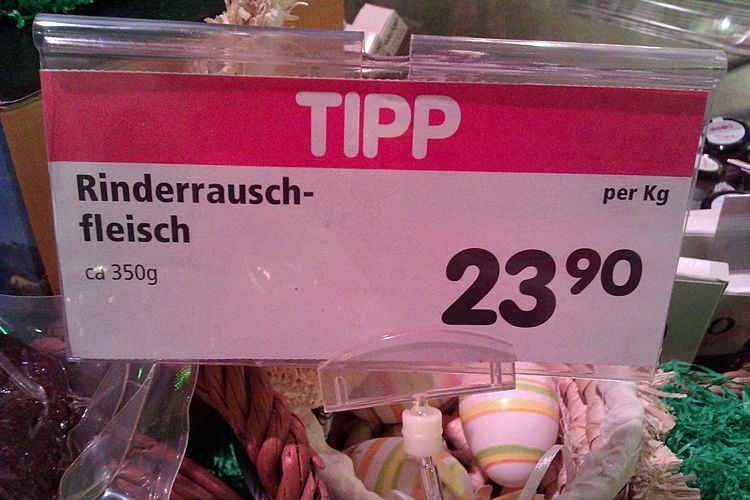 TIPP
Rinderrausch-
fleisch
per Kg
ca 350g
23 90